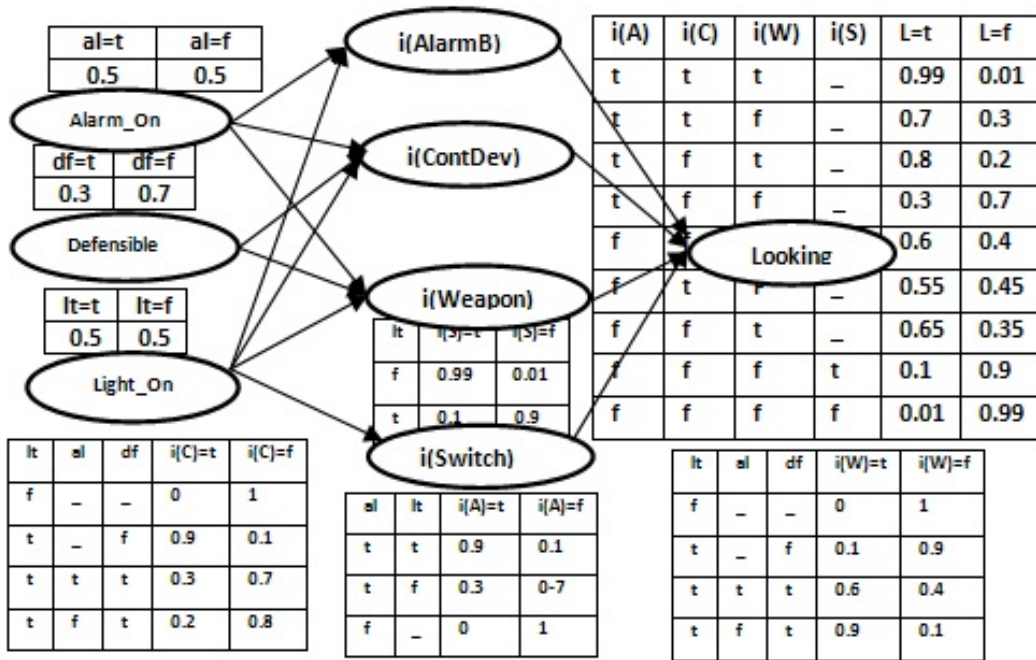 al=t al=f
0.5 0.5
Alarm_On
df=t df=f
0.3 0.7
Defensible
lt=t lt=f
0.5 0.5
Light_On
i(AlarmB)
i(ContDev)
i(Weapon)
lt i(S)=t i(S)=f
f 0.99 0.01
t 0.1 0.9
i(Switch)
i(A) i(C) i(W) i(S) L=t L=f
t t t _ 0.99 0.01
t t f _ 0.7 0.3
t f t _ 0.8 0.2
t f f _ 0.3 0.7
f 0.6 0.4
Looking
f t _ 0.55 0.45
f f t _ 0.65 0.35
f f f t 0.1 0.9
f f f f 0.01 0.99
lt al df i(C)=t i(C)=f
f _ _ 0 1
t _ f 0.9 0.1
t t t 0.3 0.7
t f t 0.2 0.8
al lt i(A)=t i(A)=f
t t 0.9 0.1
t f 0.3 0-7
f _ 0 1
lt al df i(W)=t i(W)=f
f _ _ 0 1
t _ f 0.1 0.9
t t t 0.6 0.4
t f t 0.9 0.1